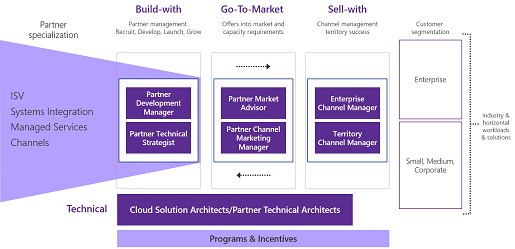 Partner
specialization
Build-with
Partner management
Recruit, Develop, Launch, Grow
Go-To-Market
Offers into market and
capacity requirements
Sell-with
Channel management
territory success
Customer
segmentation
ISV
Systems Integration
Managed Services
Channels
Partner
Development
Manager
Partner Technical
Strategist
Partner Market
Advisor
Partner Channel
Marketing
Manager
Enterprise
Channel Manager
Territory
Channel Manager
Enterprise
Small, Medium,
Corporate
Industry &
horizontal
workloads
& solutions
Technical
Cloud Solution Architects/Partner Technical Architects
Programs & Incentives